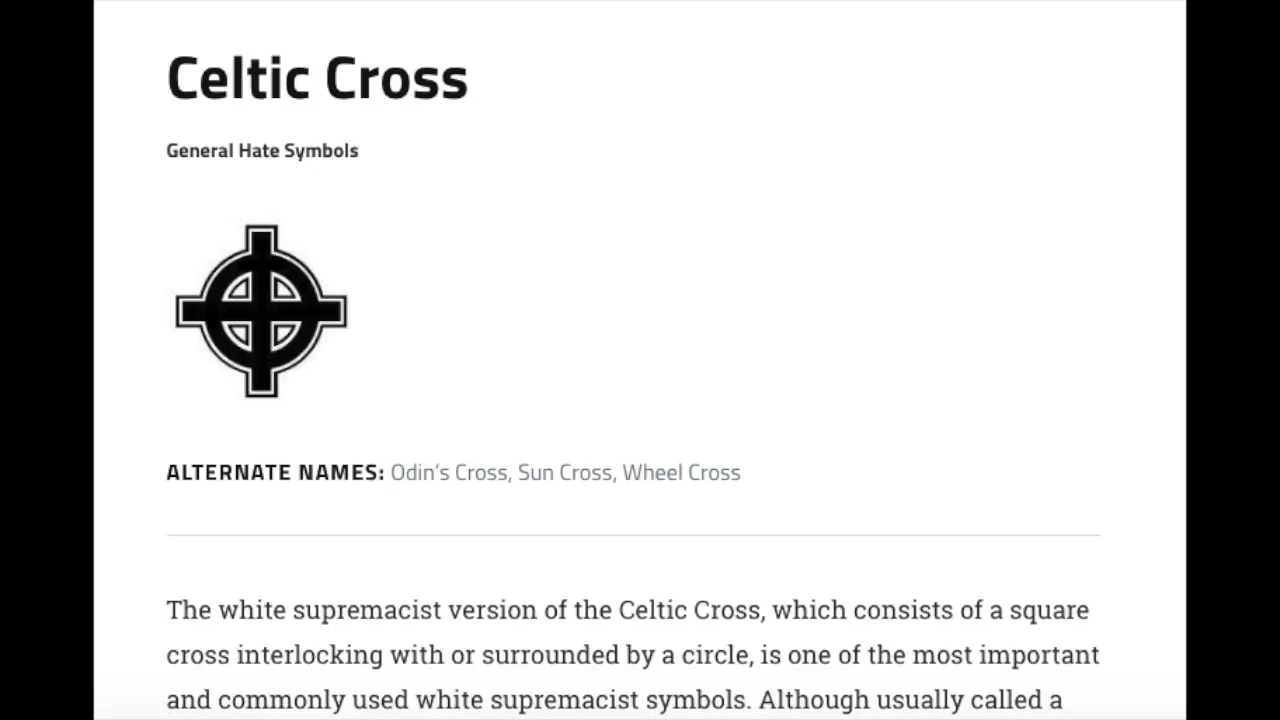 Celtic Cross
General Hate Symbols
ALTERNATE NAMES: Odin’s Cross, Sun Cross, Wheel Cross
The white supremacist version of the Celtic Cross, which consists of a square
cross interlocking with or surrounded by a circle, is one of the most important
and commonly used white supremacist symbols. Although usually called a